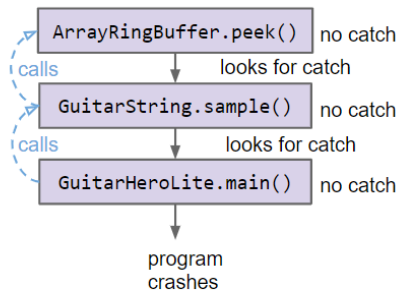 ArrayRingBuffer.peek() no catch
calls looks for catch
GuitarString.sample() no catch
calls looks for catch
GuitarHeroLite.main() no catch
program
crashes